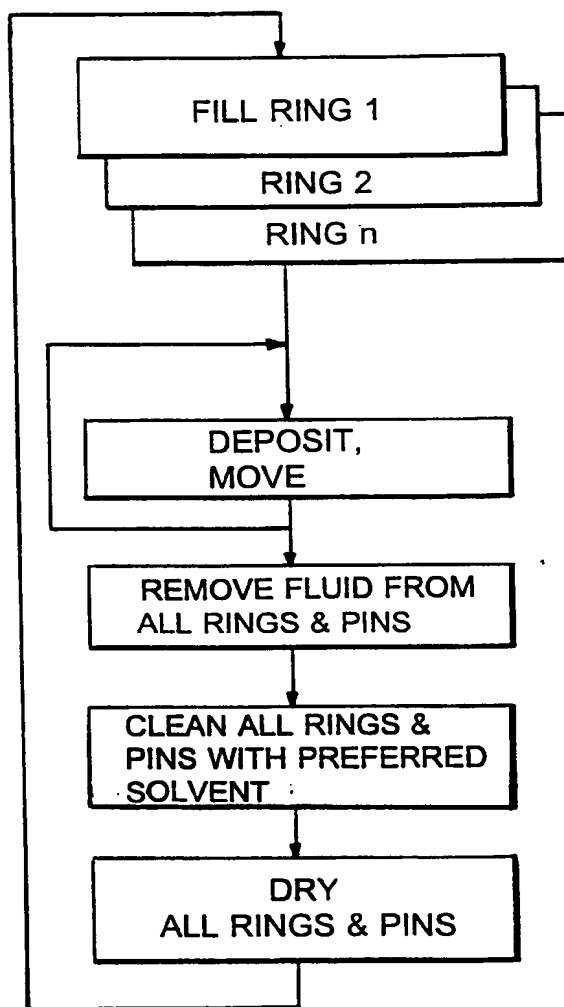 FILL RING 1
RING 2
RING n
DEPOSIT,
MOVE
REMOVE FLUID FROM
ALL RINGS & PINS
CLEAN ALL RINGS &
PINS WITH PREFERRED
SOLVENT
DRY
ALL RINGS & PINS